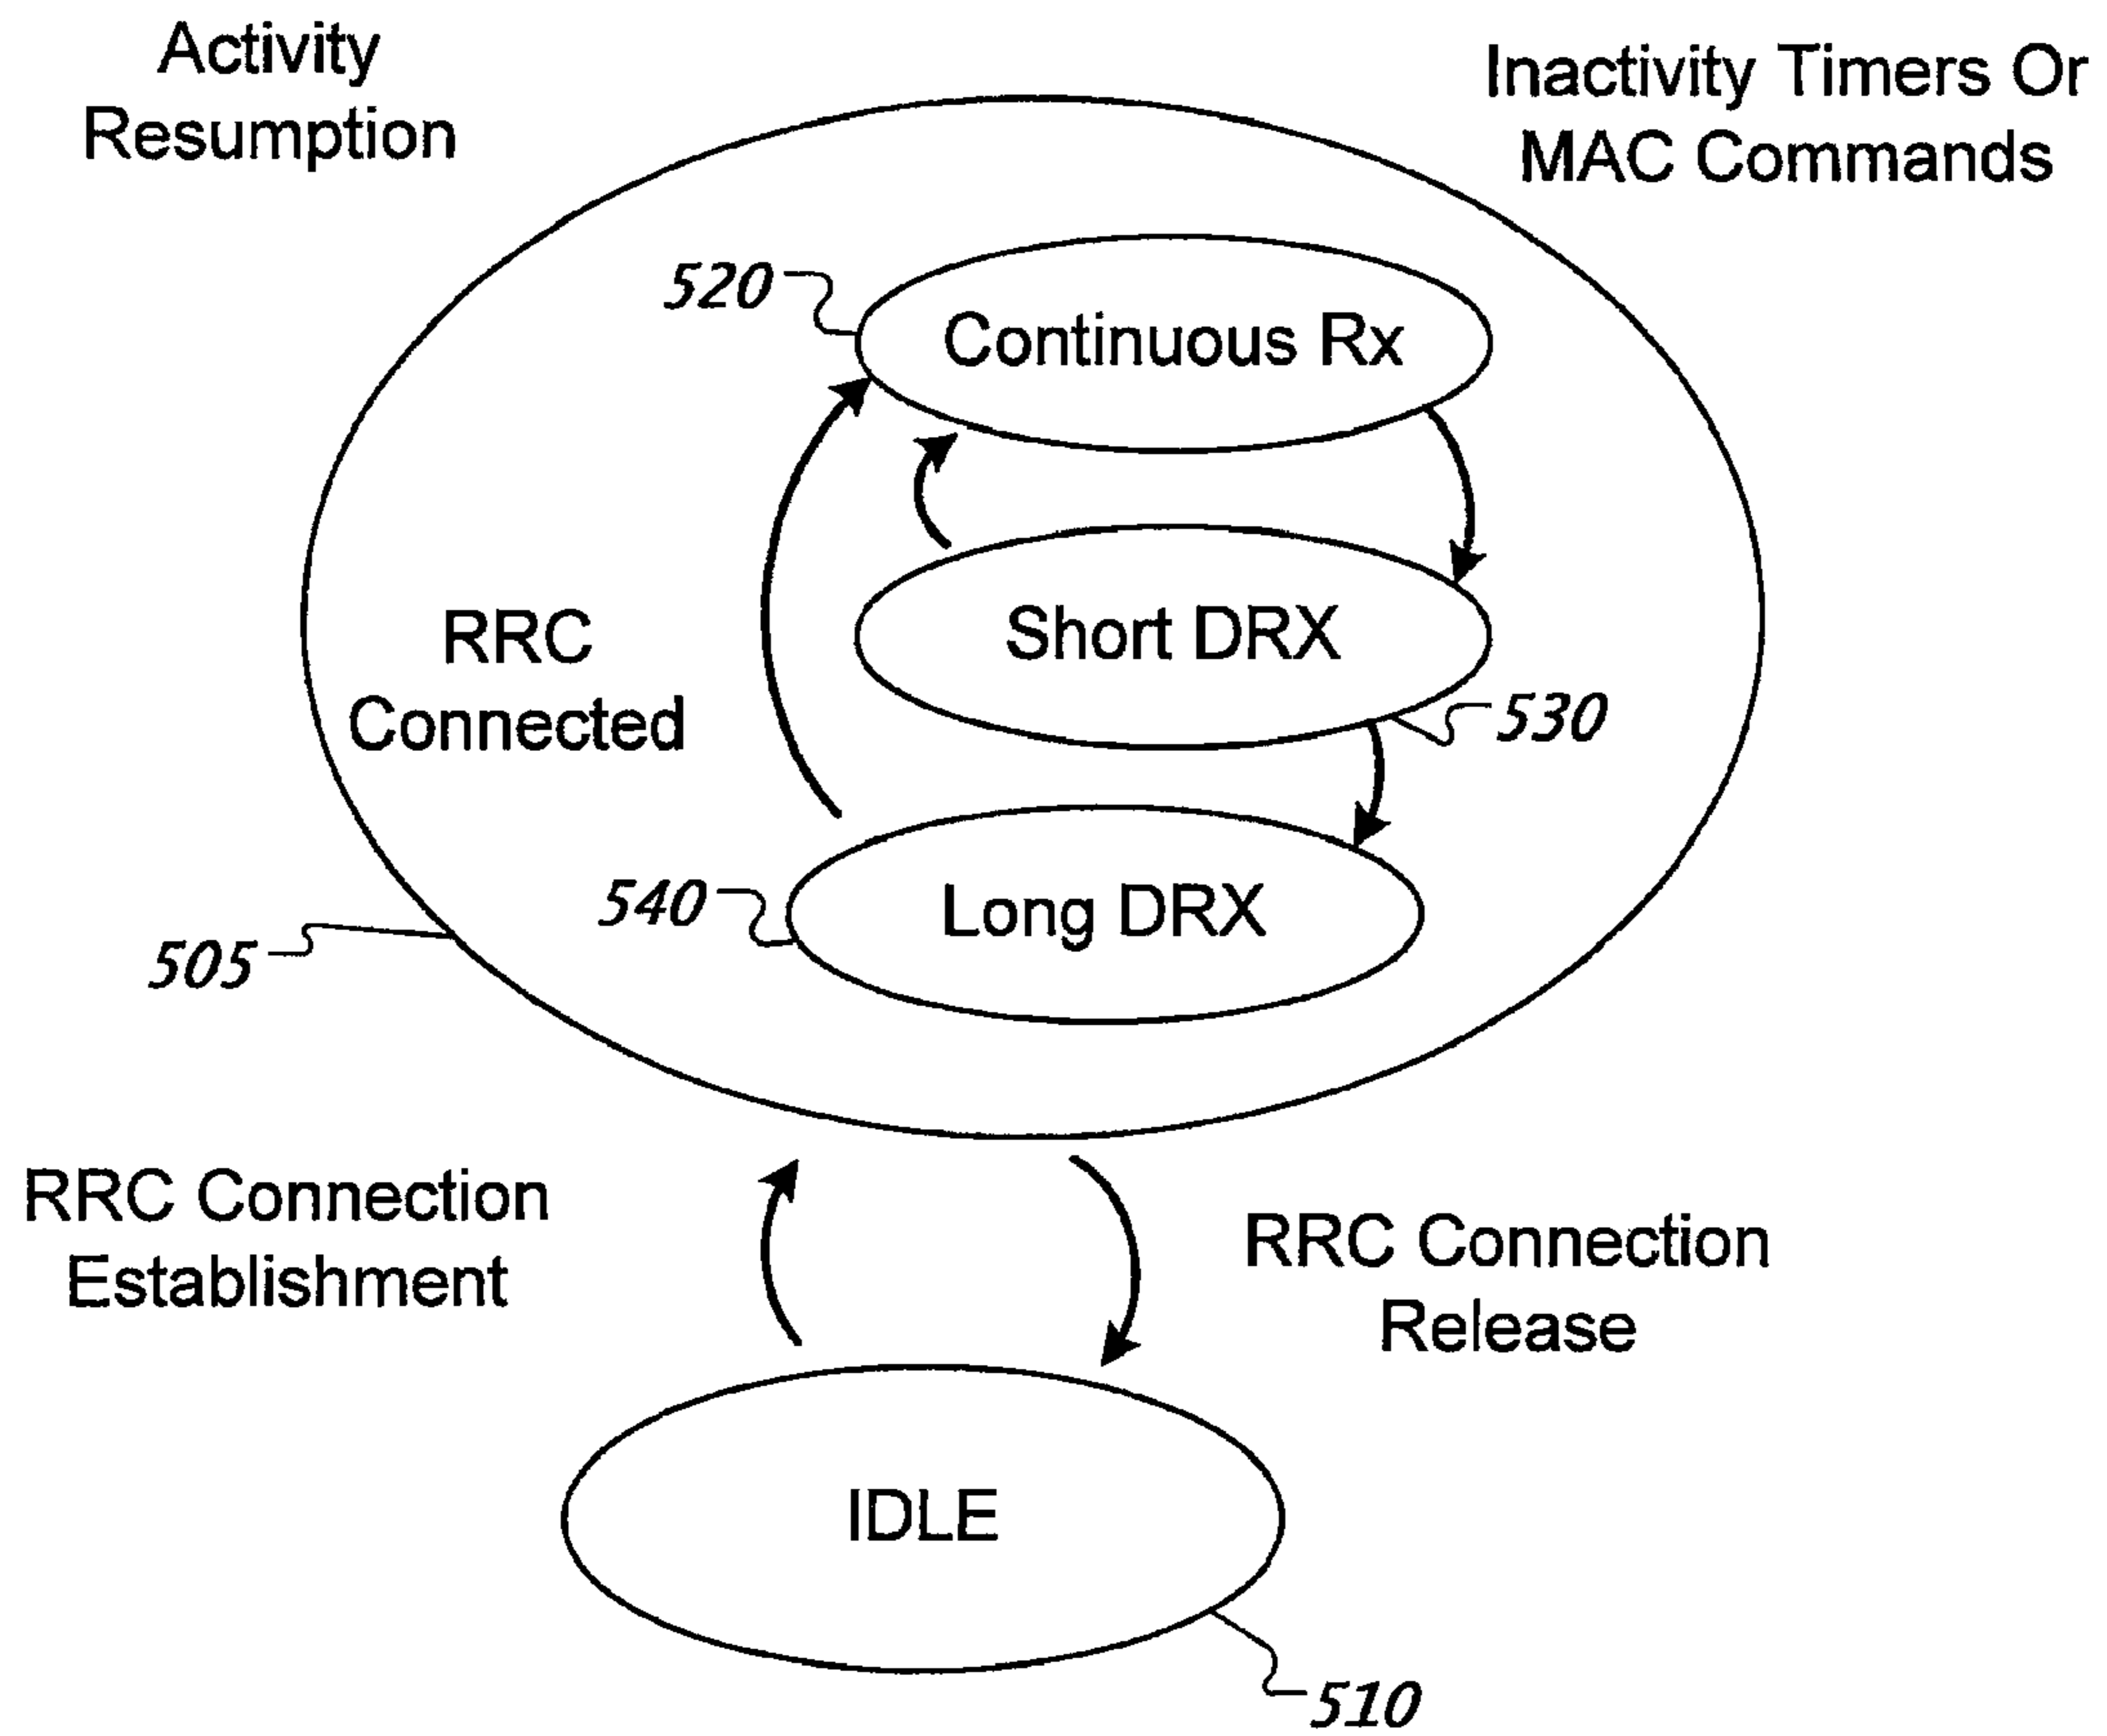 Activity
Resumption
Inactivity Timers Or
MAC Commands
520
Continuous Rx
RRC
Connected
Short DRX
530
540
Long DRX
505
RRC Connection
Establishment
RRC Connection
Release
IDLE
510